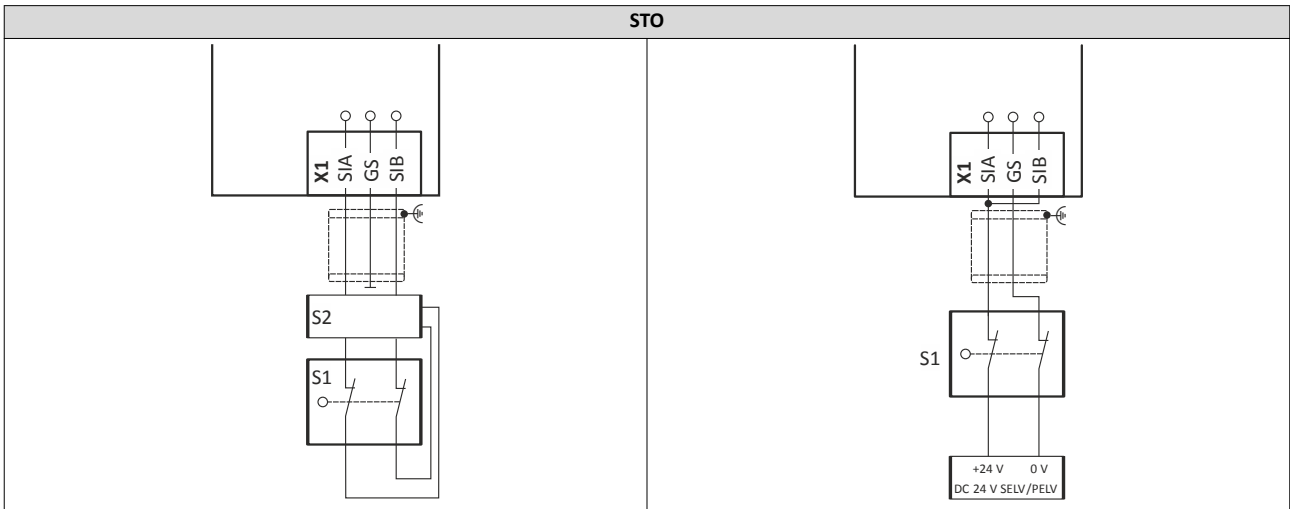 STO
X1
SIA
GS
SIB
S2
S1
X1
SIA
GS
SIB
S1
+24 V 0 V
DC 24 V SELV/PELV